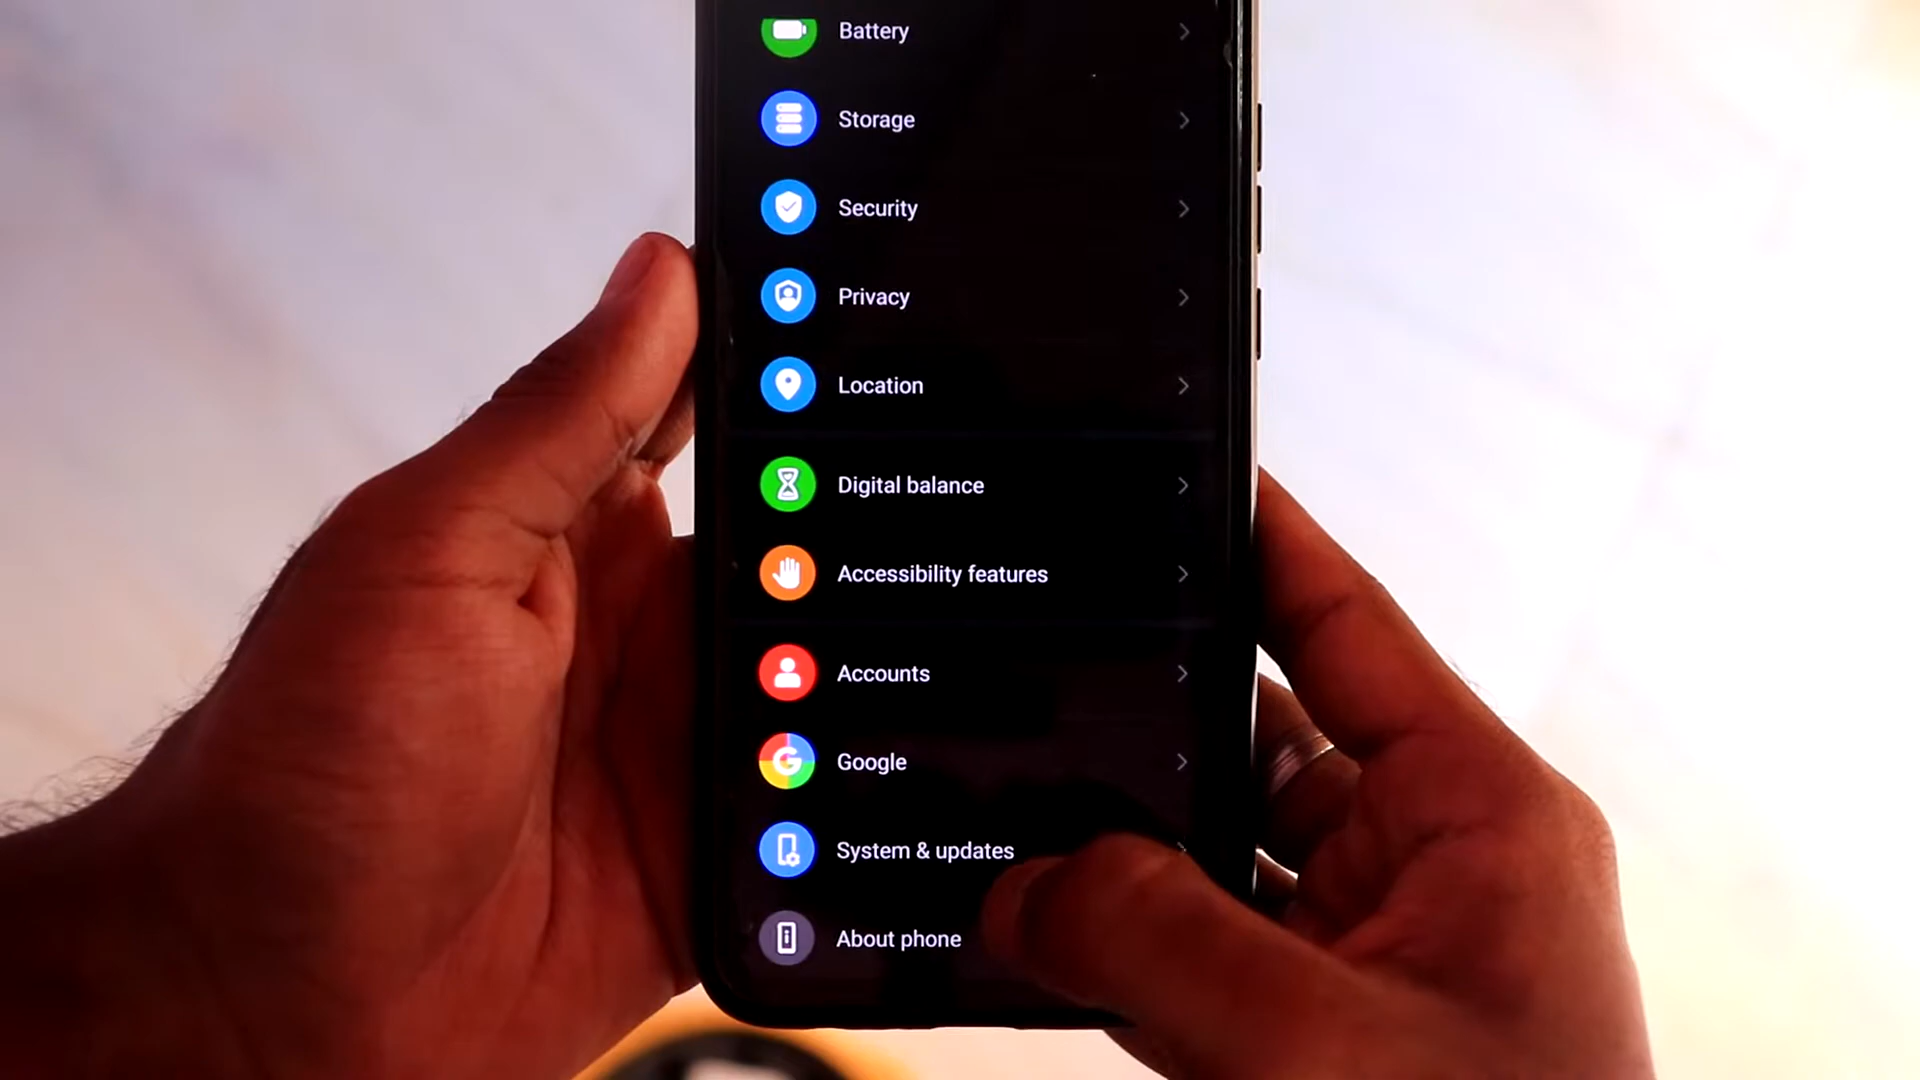 Battery
Storage
Security
Privacy
Location
Digital balance
Accessibility features
Accounts
Google
System & updates
About phone